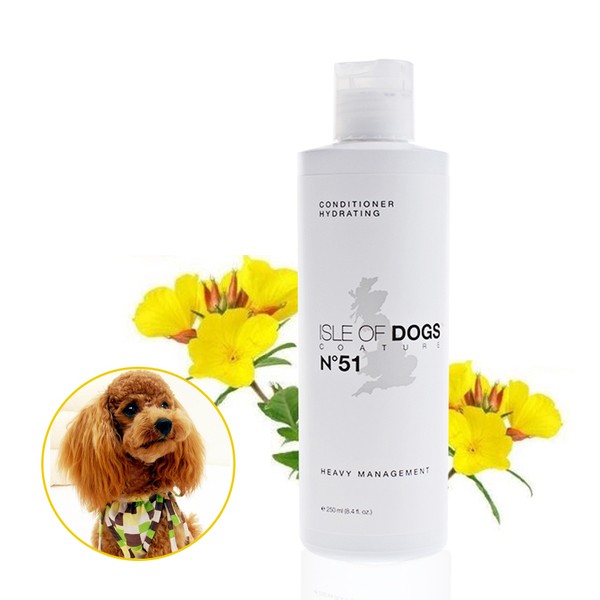 CONDITIONER
HYDRATING
ISLE OF DOGS
COATURE
N°51
HEAVY MANAGEMENT
℮ 250 ml (8.4 fl. oz.)